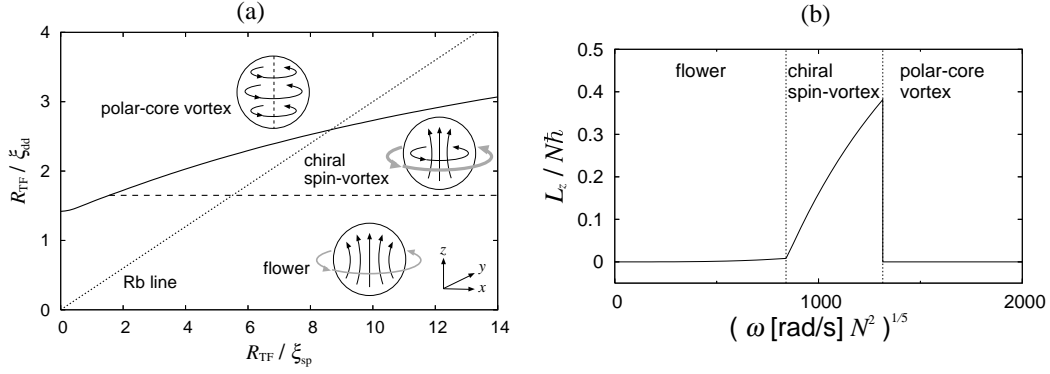 (a)
4
3
2
1
0
R_TF / ξ_dd
polar-core vortex
chiral
spin-vortex
flower
Rb line
z
y
x
0 2 4 6 8 10 12 14
R_TF / ξ_sp
(b)
0.5
0.4
0.3
0.2
0.1
0
L_z / Nħ
flower
chiral
spin-vortex
polar-core
vortex
0 1000 2000
( ω [rad/s] N² )^1/5